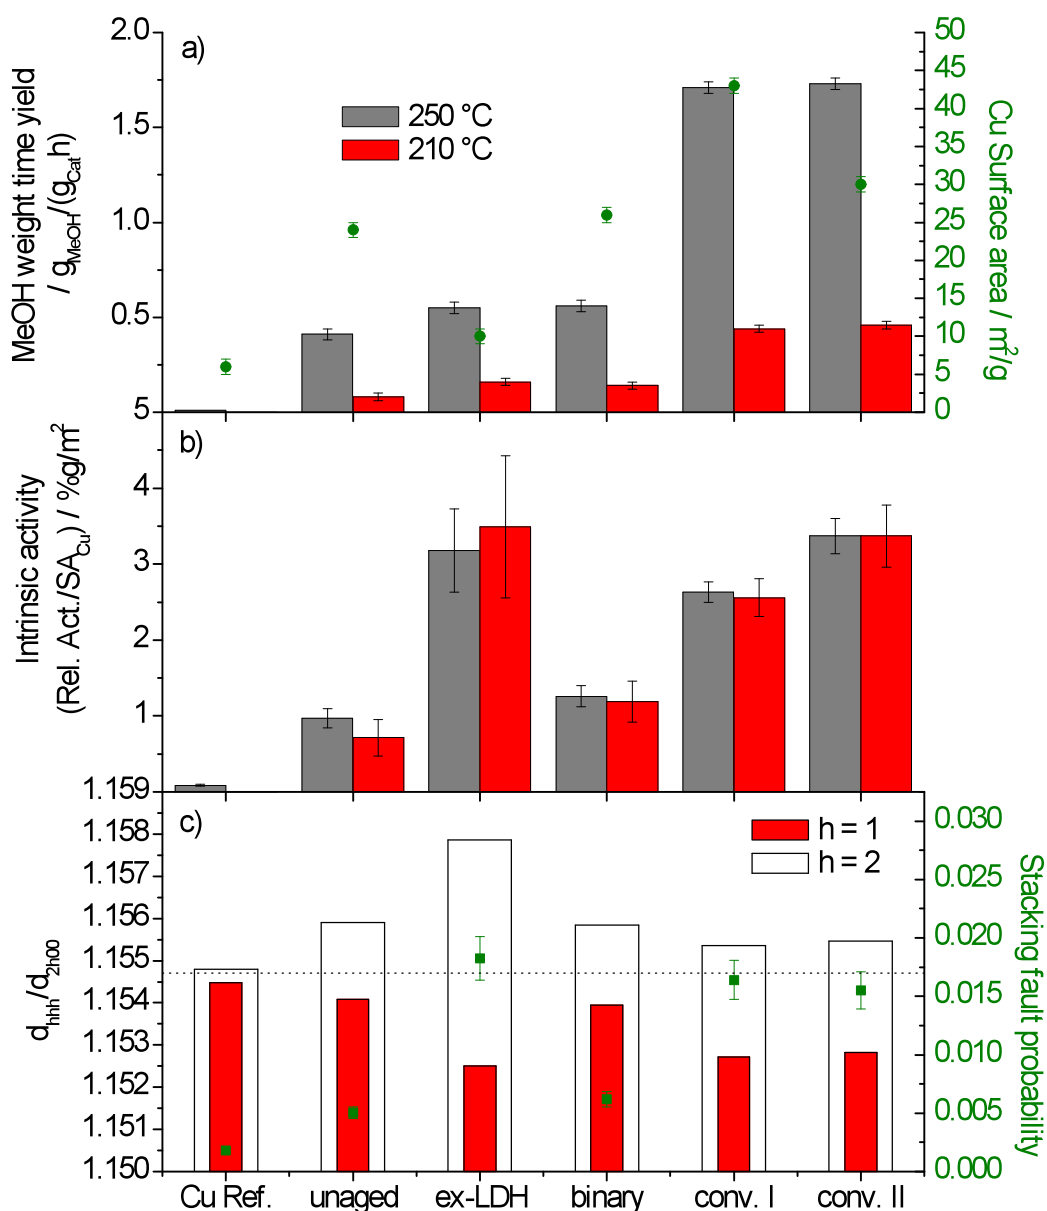 a)
250 °C
210 °C
2.0
1.5
1.0
0.5
MeOH weight time yield
/ g_MeOH/(g_Cat h)
50
45
40
35
30
25
20
15
10
5
0
Cu Surface area / m²/g
b)
5
4
3
2
1
Intrinsic activity
(Rel. Act./SA_Cu) / %g/m²
c)
h = 1
h = 2
1.159
1.158
1.157
1.156
1.155
1.154
1.153
1.152
1.151
1.150
d_hhh/d_2h00
0.030
0.025
0.020
0.015
0.010
0.005
0.000
Stacking fault probability
Cu Ref.
unaged
ex-LDH
binary
conv. I
conv. II